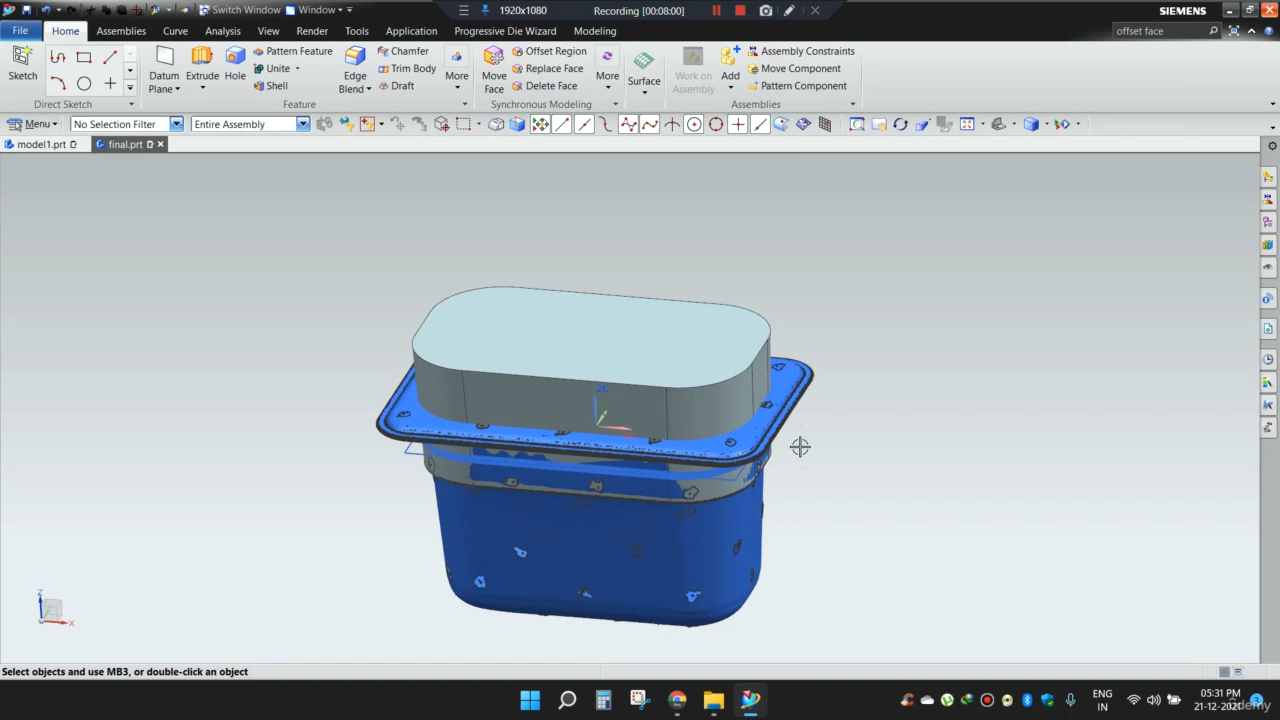 Switch Window Window
1920x1080 Recording [00:08:00]
SIEMENS
File Home Assemblies Curve Analysis View Render Tools Application Progressive Die Wizard Modeling
offset face
Sketch
Direct Sketch
Datum Plane
Extrude
Hole
Pattern Feature
Unite
Shell
Edge Blend
Chamfer
Trim Body
Draft
More
Feature
Move Face
Offset Region
Replace Face
Delete Face
More
Synchronous Modeling
Surface
Work on Assembly
Add
Assembly Constraints
Move Component
Pattern Component
Assemblies
Menu No Selection Filter Entire Assembly
model1.prt final.prt
Z
X
Select objects and use MB3, or double-click an object
ENG
IN
05:31 PM
21-12-2021
Udemy